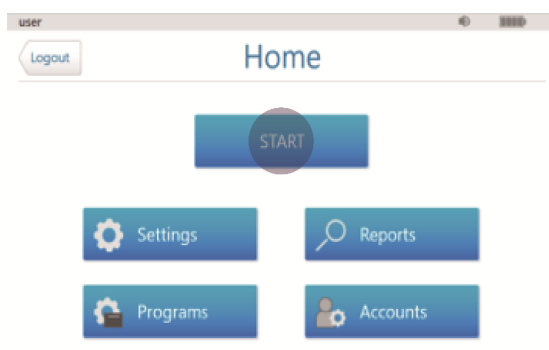 user
Logout
Home
START
Settings
Reports
Programs
Accounts